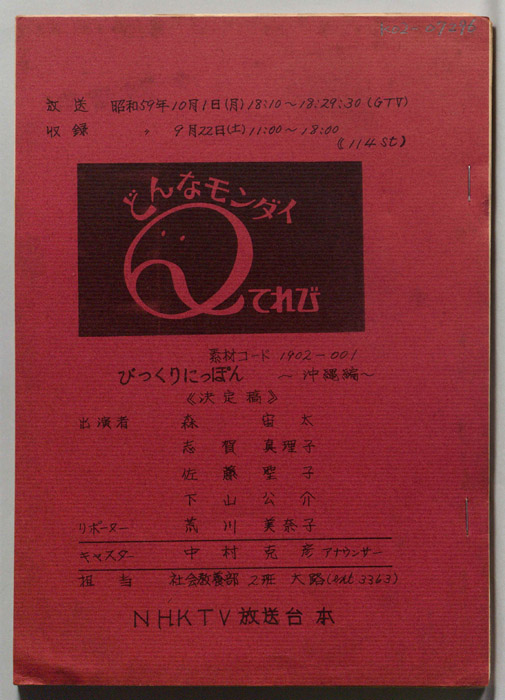 放送 昭和59年10月1日(月)18:10～18:29:30(GTV)
収録 〃 9月22日(土)11:00～18:00
《114st》
どんなモンダイ
Q てれび
素材コード 1902-001
びっくりにっぽん ～沖縄編～
《決定稿》
出演者 森 宙太
志賀真理子
佐藤聖子
下山公介
リポーター 荒川美奈子
キャスター 中村克彦アナウンサー
担当 社会教養部 2班 大路 3363)
NHKTV放送台本